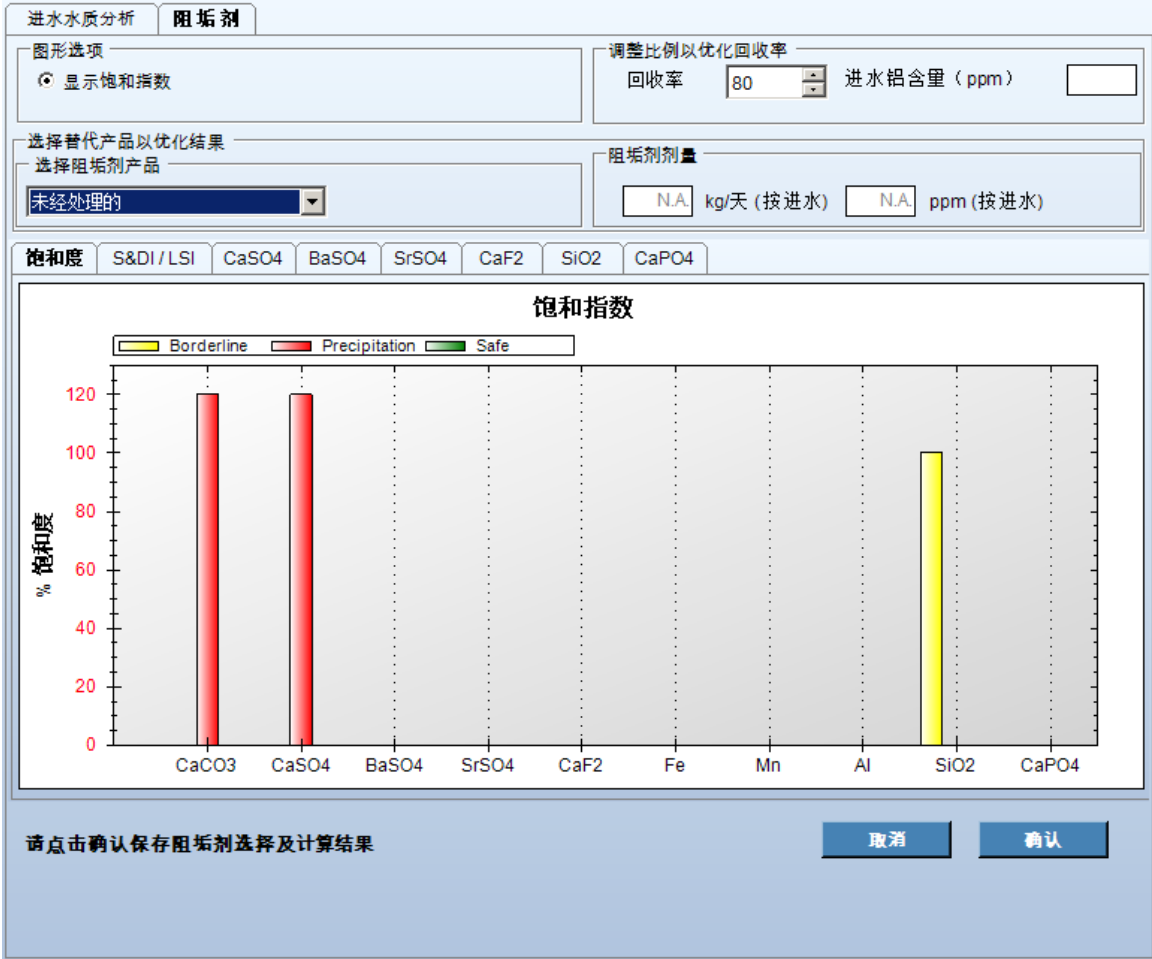 进水水质分析 阻垢剂
图形选项
显示饱和指数
调整比例以优化回收率
回收率 80 进水铝含量(ppm)
选择替代产品以优化结果
选择阻垢剂产品
未经处理的
阻垢剂剂量
N.A. kg/天 (按进水) N.A. ppm (按进水)
饱和度 S&DI / LSI CaSO4 BaSO4 SrSO4 CaF2 SiO2 CaPO4
饱和指数
Borderline Precipitation Safe
% 饱和度
120
100
80
60
40
20
0
CaCO3 CaSO4 BaSO4 SrSO4 CaF2 Fe Mn Al SiO2 CaPO4
请点击确认保存阻垢剂选择及计算结果
取消 确认